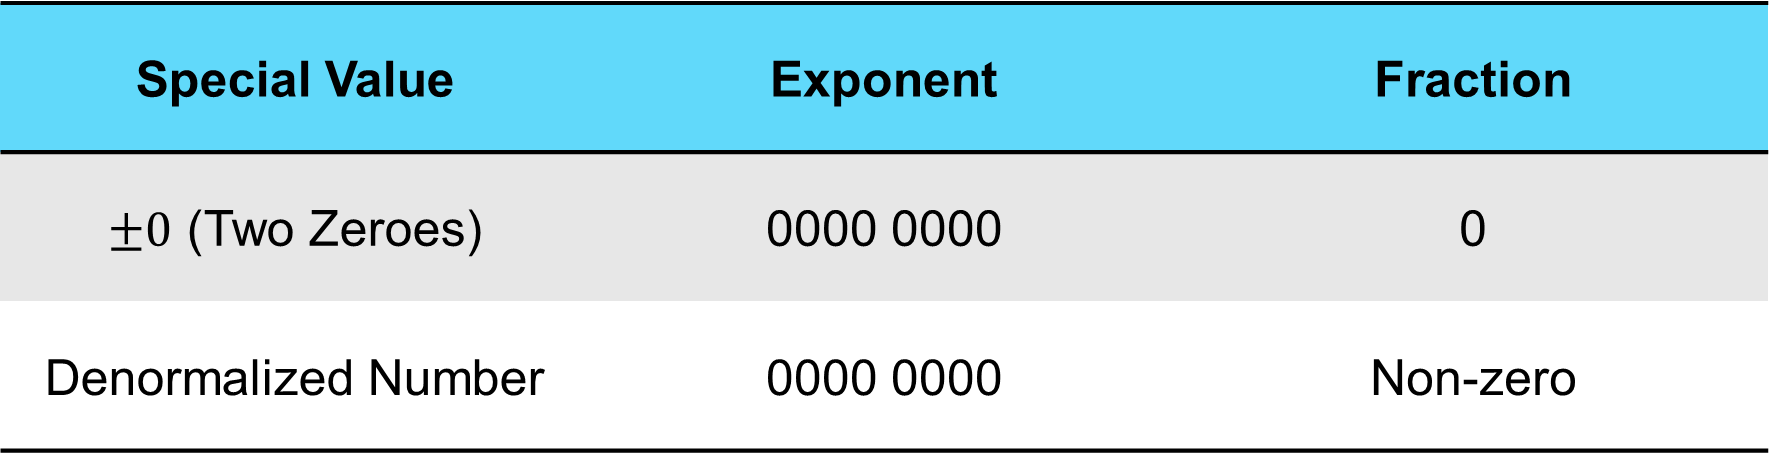 Special Value Exponent Fraction
±0 (Two Zeroes) 0000 0000 0
Denormalized Number 0000 0000 Non-zero